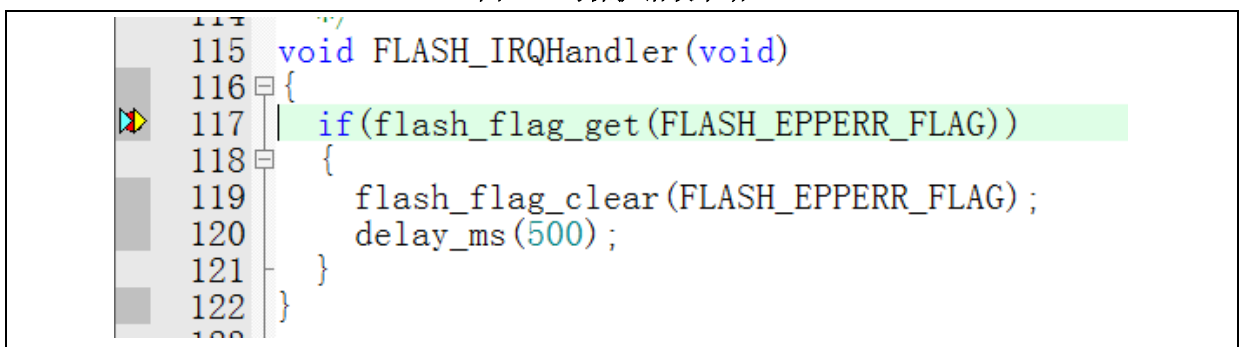 115 void FLASH_IRQHandler(void)
116 {
117 if(flash_flag_get(FLASH_EPPERR_FLAG))
118 {
119 flash_flag_clear(FLASH_EPPERR_FLAG);
120 delay_ms(500);
121 }
122 }